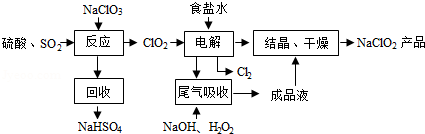 NaClO₃ 食盐水
硫酸、SO₂ 反应 ClO₂ 电解 结晶、干燥 NaClO₂ 产品
Cl₂
回收 尾气吸收 成品液
NaHSO₄ NaOH、H₂O₂